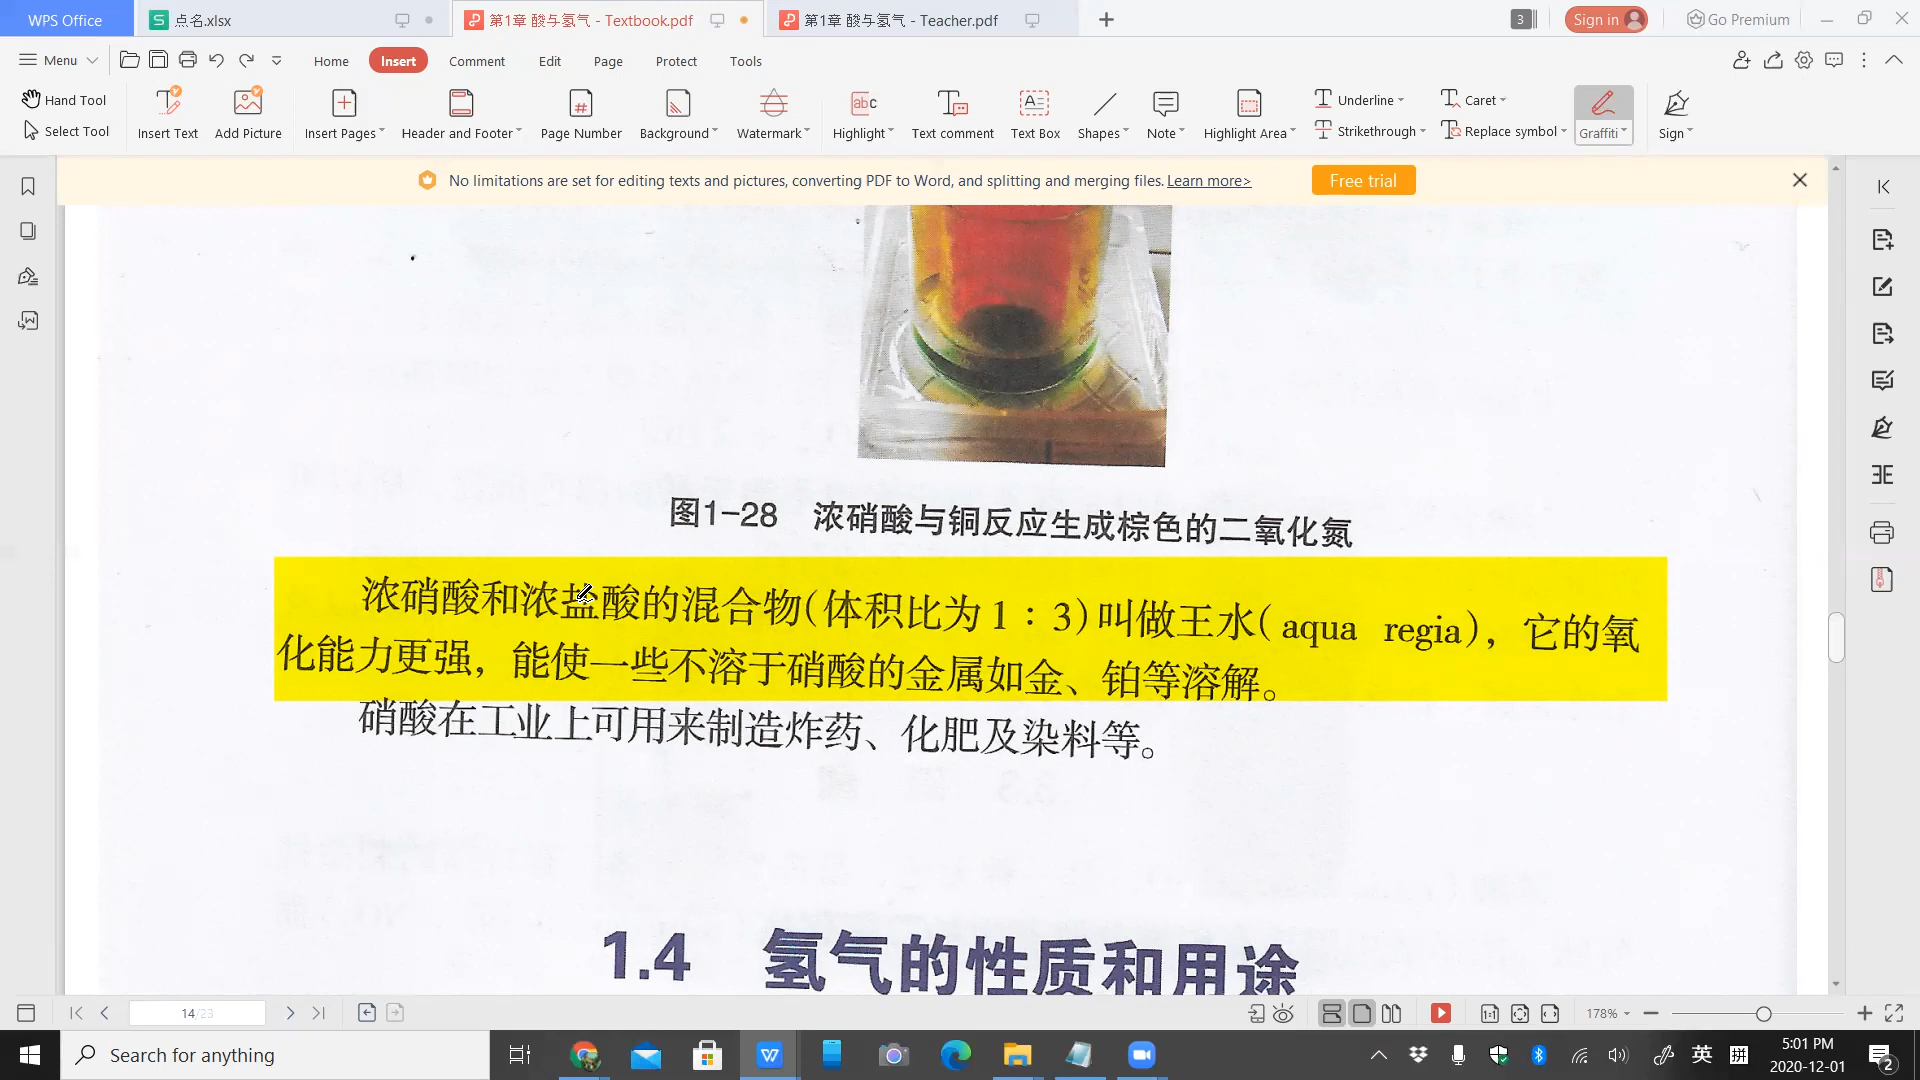 WPS Office
点名.xlsx
第1章 酸与氢气 - Textbook.pdf
第1章 酸与氢气 - Teacher.pdf
3
Sign in
Go Premium
Menu
Home
Insert
Comment
Edit
Page
Protect
Tools
Hand Tool
Select Tool
Insert Text
Add Picture
Insert Pages
Header and Footer
Page Number
Background
Watermark
Highlight
Text comment
Text Box
Shapes
Note
Highlight Area
Underline
Strikethrough
Caret
Replace symbol
Graffiti
Sign
No limitations are set for editing texts and pictures, converting PDF to Word, and splitting and merging files. Learn more>
Free trial
图1-28 浓硝酸与铜反应生成棕色的二氧化氮
浓硝酸和浓盐酸的混合物(体积比为1：3)叫做王水(aqua regia)，它的氧
化能力更强，能使一些不溶于硝酸的金属如金、铂等溶解。
硝酸在工业上可用来制造炸药、化肥及染料等。
1.4 氢气的性质和用途
14/23
178%
Search for anything
英
拼
5:01 PM
2020-12-01
2